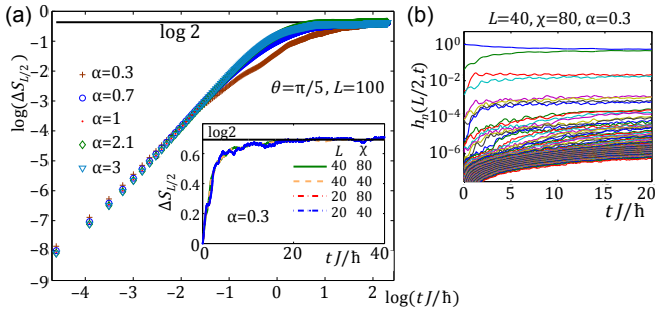 (a)
log(ΔS_{L/2})
0
−1
−2
−3
−4
−5
−6
−7
−8
−9
log 2
α=0.3
α=0.7
α=1
α=2.1
α=3
θ=π/5, L=100
ΔS_{L/2}
0.6
0.4
0.2
0
log2
L χ
40 80
40 40
20 80
20 40
α=0.3
0 20 40
tJ/ħ
−4 −3 −2 −1 0 1 2
log(tJ/ħ)
(b)
L=40, χ=80, α=0.3
h_n(L/2,t)
10^0
10^−2
10^−4
10^−6
0 5 10 15 20
tJ/ħ